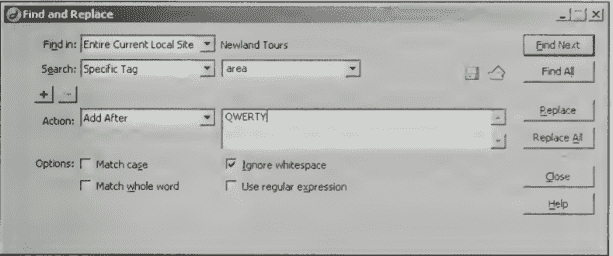 Find and Replace
Find in: Entire Current Local Site Newland Tours Find Next
Search: Specific Tag area Find All
+ -
Action: Add After QWERTY Replace
Replace All
Options: Match case Ignore whitespace
Match whole word Use regular expression Close
Help